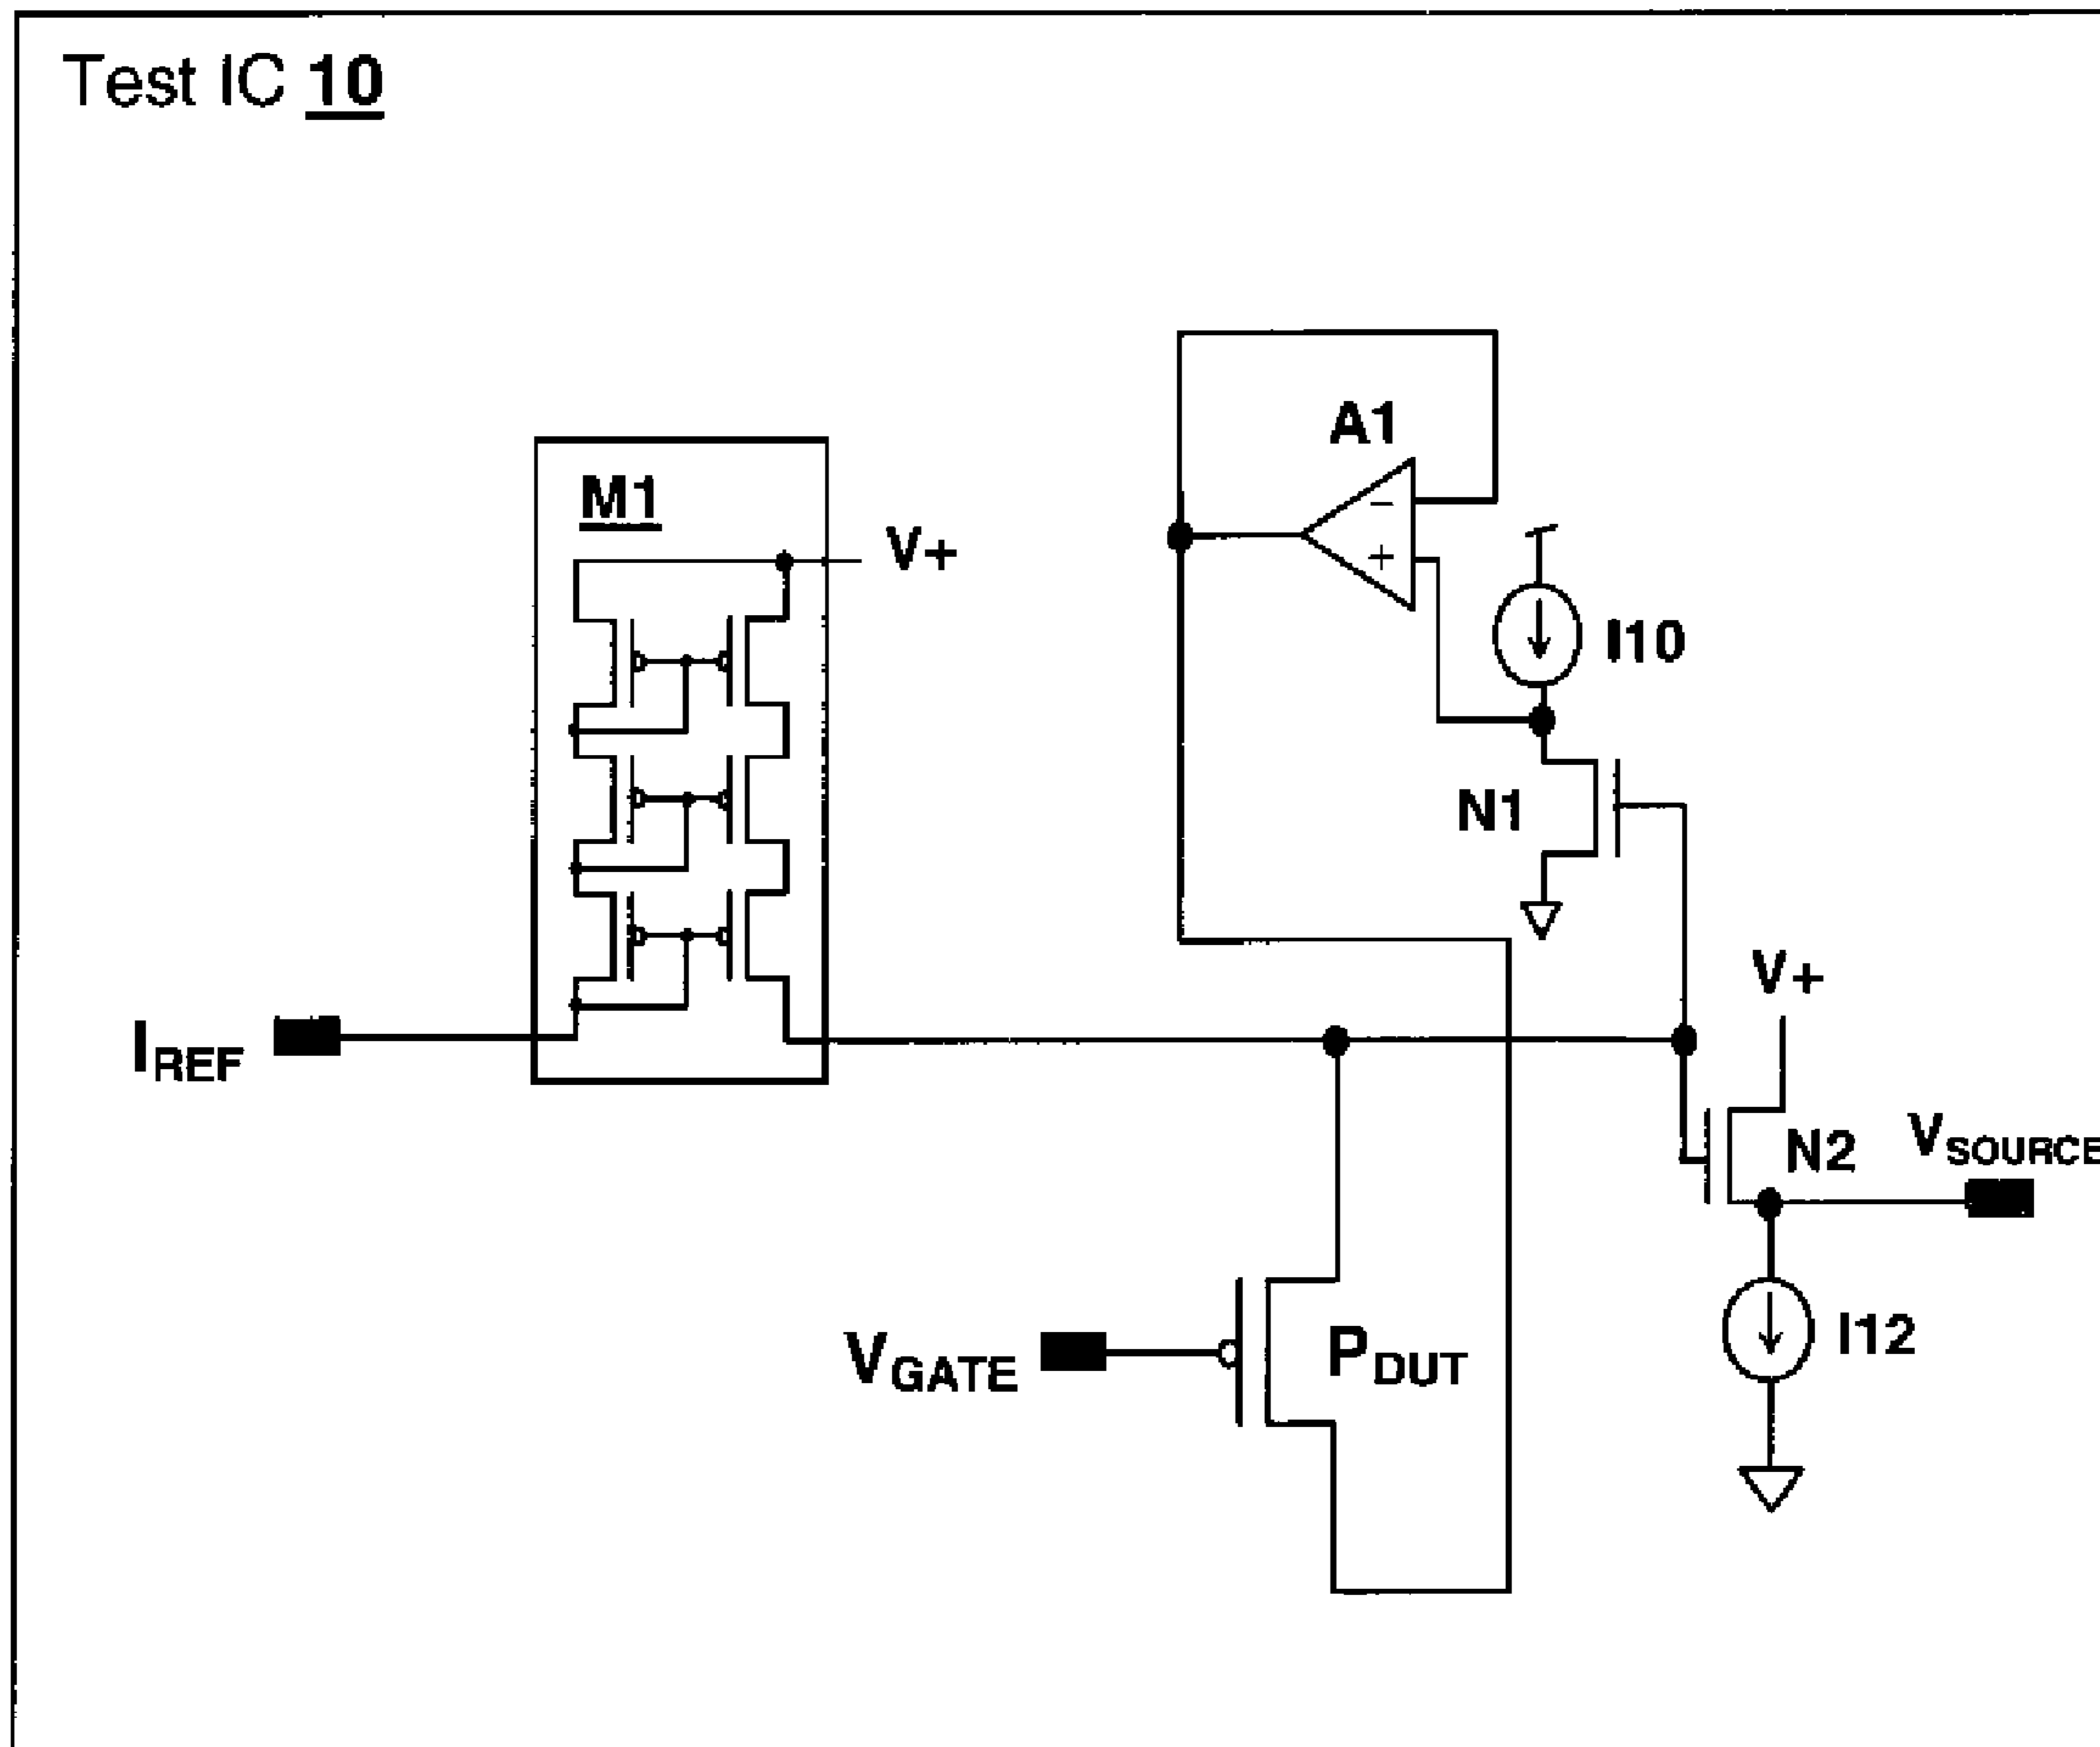 Test IC 10
A1
M1
V+
−
+
I10
N1
V+
IREF
N2
VSOURCE
VGATE
PDUT
I12